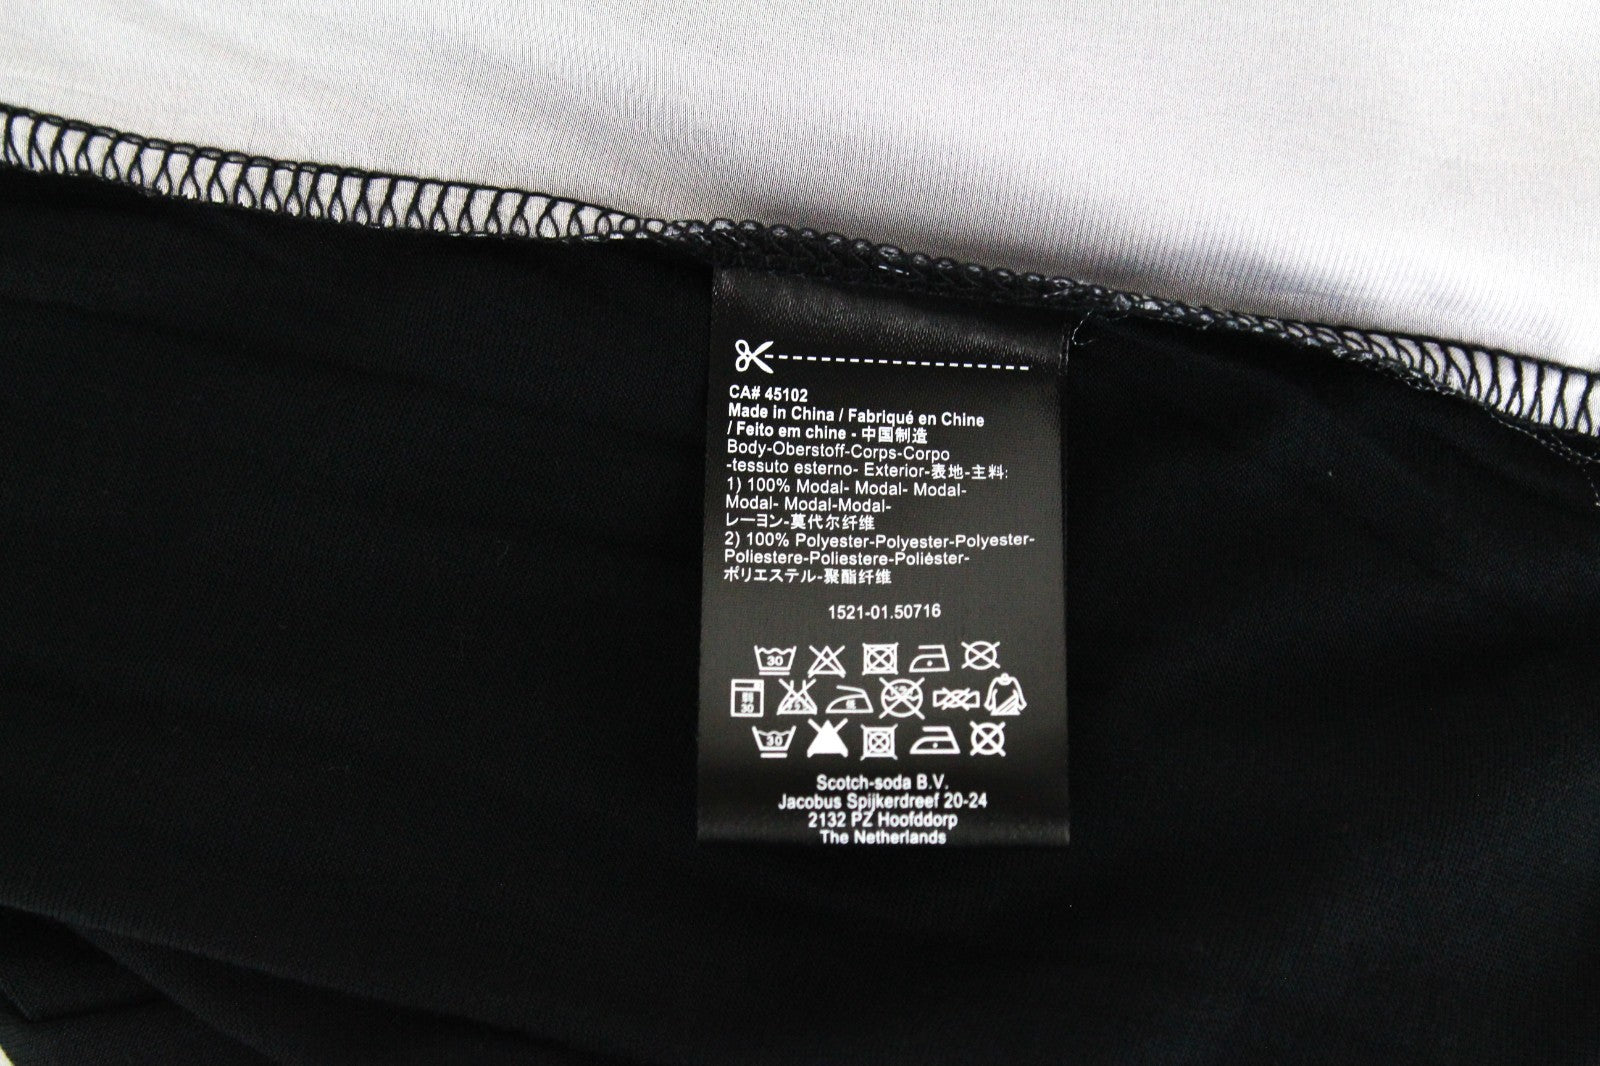 CA# 45102
Made in China / Fabriqué en Chine
/ Feito em chine - 中国制造
Body-Oberstoff-Corps-Corpo
-tessuto esterno- Exterior-表地-主料:
1) 100% Modal- Modal- Modal-
Modal- Modal-Modal-
レーヨン-莫代尔纤维
2) 100% Polyester-Polyester-Polyester-
Poliestere-Poliestere-Poliéster-
ポリエステル-聚酯纤维
1521-01.50716
30
30
30
Scotch-soda B.V.
Jacobus Spijkerdreef 20-24
2132 PZ Hoofddorp
The Netherlands